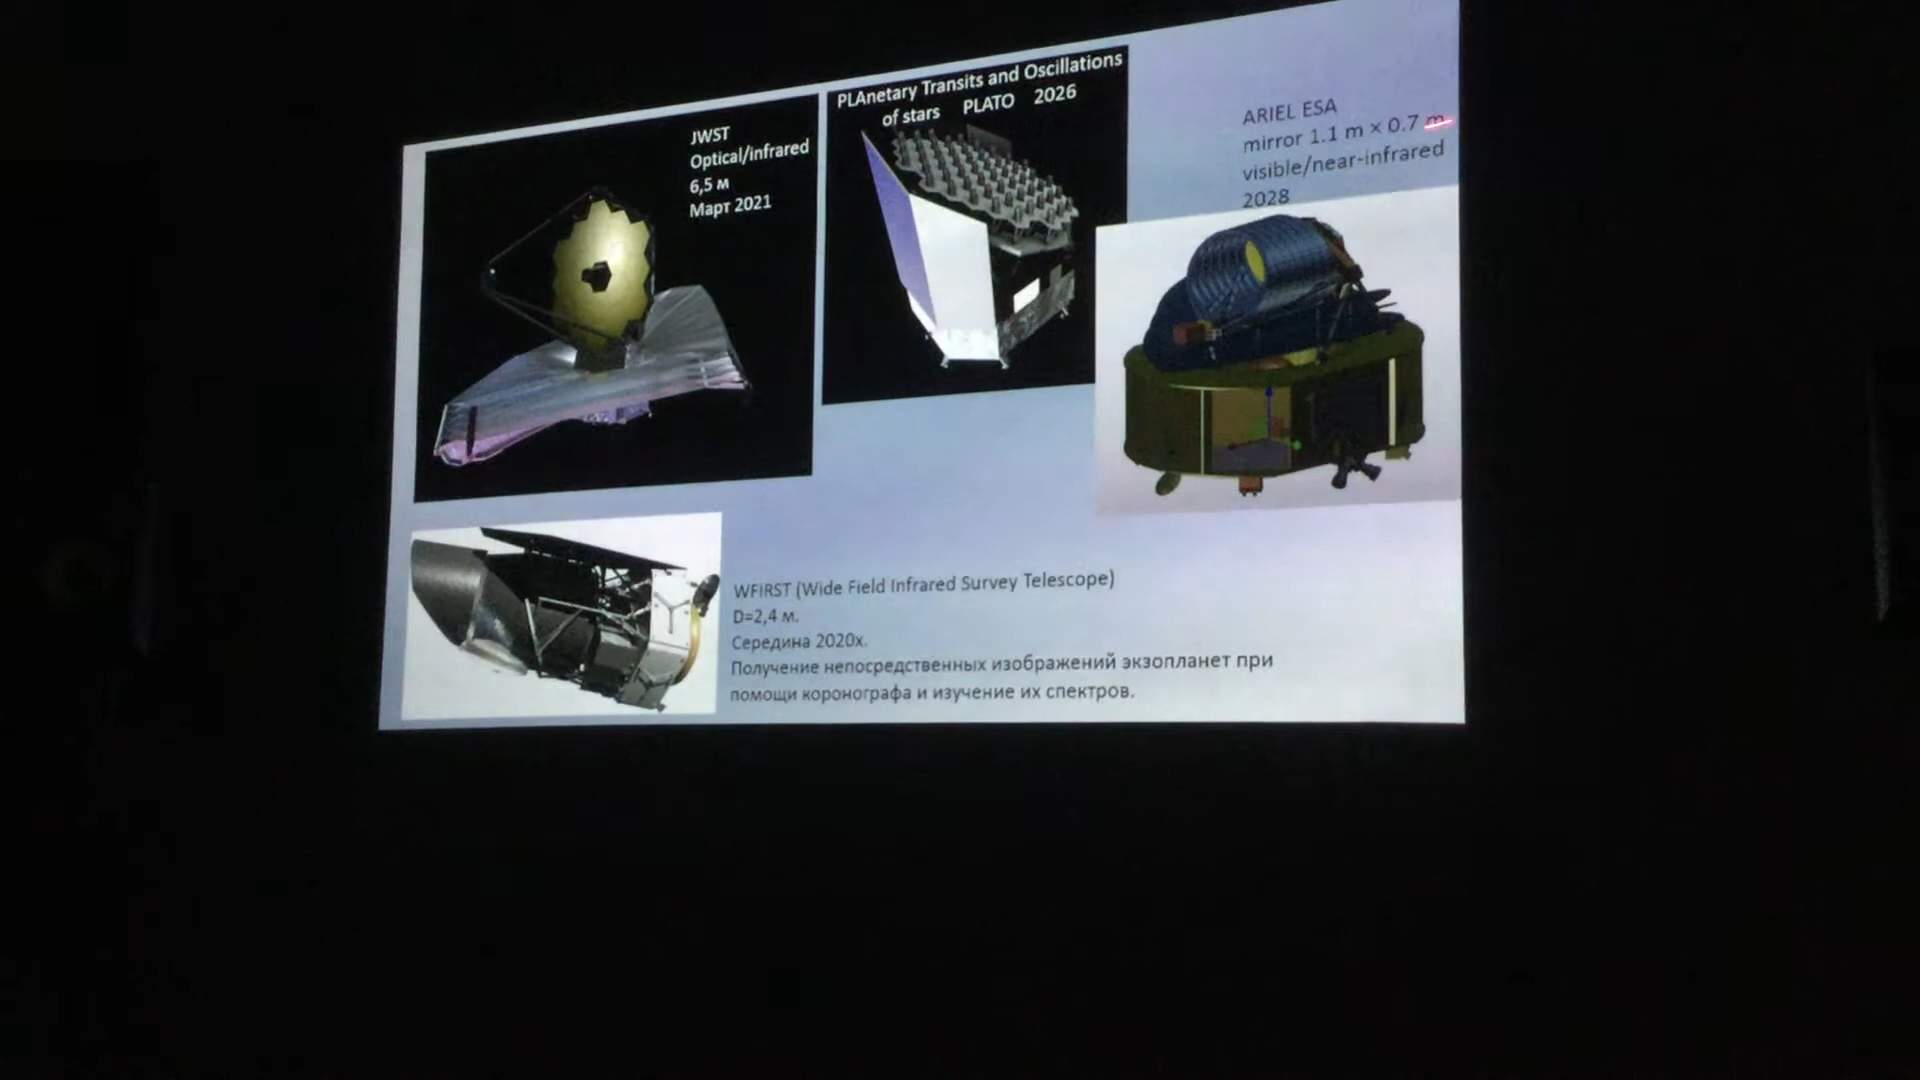 JWST
Optical/infrared
6,5 м
Март 2021
PLAnetary Transits and Oscillations
of stars PLATO 2026
ARIEL ESA
mirror 1.1 m × 0.7 m
visible/near-infrared
2028
WFIRST (Wide Field Infrared Survey Telescope)
D=2,4 м.
Середина 2020х.
Получение непосредственных изображений экзопланет при
помощи коронографа и изучение их спектров.